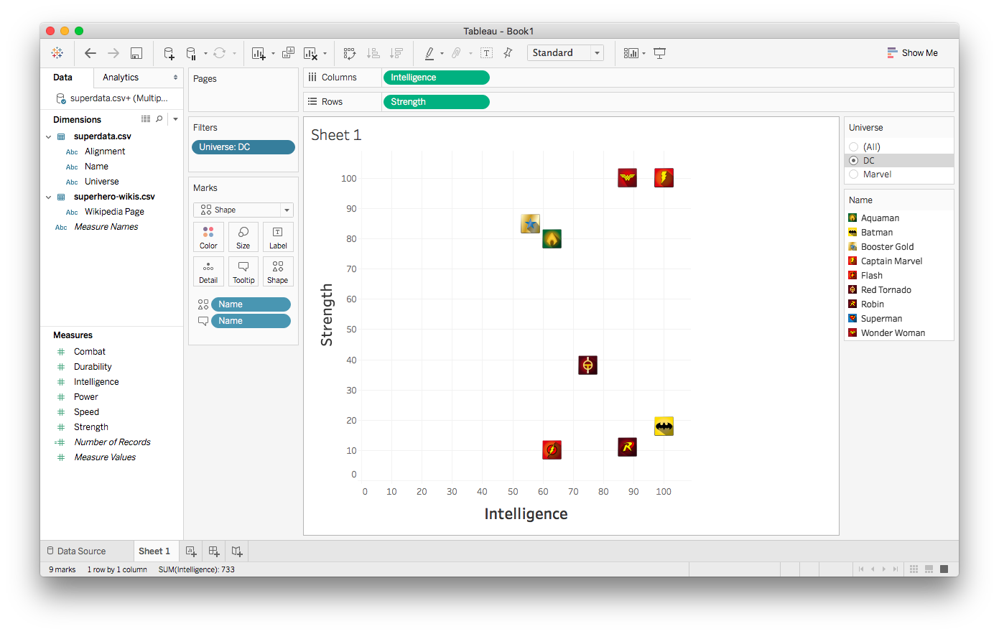 Tableau - Book1
Standard
Show Me
Data
Analytics
superdata.csv+ (Multip...
Dimensions
superdata.csv
Abc Alignment
Abc Name
Abc Universe
superhero-wikis.csv
Abc Wikipedia Page
Abc Measure Names
Measures
Combat
Durability
Intelligence
Power
Speed
Strength
Number of Records
Measure Values
Pages
Filters
Universe: DC
Marks
Shape
Color
Size
Label
Detail
Tooltip
Shape
Name
Name
Columns
Intelligence
Rows
Strength
Sheet 1
100
90
80
70
60
50
40
30
20
10
0
Strength
0 10 20 30 40 50 60 70 80 90 100
Intelligence
Universe
(All)
DC
Marvel
Name
Aquaman
Batman
Booster Gold
Captain Marvel
Flash
Red Tornado
Robin
Superman
Wonder Woman
Data Source
Sheet 1
9 marks
1 row by 1 column
SUM(Intelligence): 733